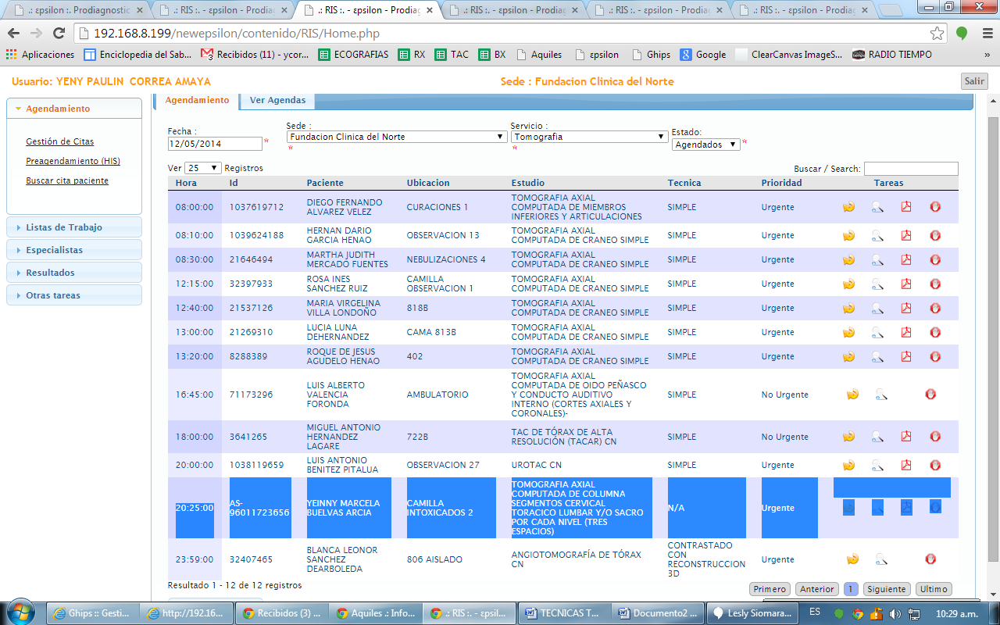 .: εpsilon :. Prodiagnostic
.: RIS :. - εpsilon - Prodiag
.: RIS :. - εpsilon - Prodiag
.: RIS :. - εpsilon - Prodiag
.: RIS :. - εpsilon - Prodiag
.: RIS :. - εpsilon - Prodiag
192.168.8.199/newepsilon/contenido/RIS/Home.php
Aplicaciones Enciclopedia del Sab... Recibidos (11) - ycor... ECOGRAFIAS RX TAC BX Aquiles εpsilon Ghips Google ClearCanvas ImageS... RADIO TIEMPO »
Usuario: YENY PAULIN CORREA AMAYA Sede : Fundacion Clinica del Norte Salir
Agendamiento
Gestión de Citas
Preagendamiento (HIS)
Buscar cita paciente
Listas de Trabajo
Especialistas
Resultados
Otras tareas
Agendamiento Ver Agendas
Fecha : Sede : Servicio : Estado:
12/05/2014 * Fundacion Clinica del Norte * Tomografia * Agendados *
Ver 25 Registros Buscar / Search:
Hora Id Paciente Ubicacion Estudio Tecnica Prioridad Tareas
08:00:00 1037619712 DIEGO FERNANDO ALVAREZ VELEZ CURACIONES 1 TOMOGRAFIA AXIAL COMPUTADA DE MIEMBROS INFERIORES Y ARTICULACIONES SIMPLE Urgente
08:10:00 1039624188 HERNAN DARIO GARCIA HENAO OBSERVACION 13 TOMOGRAFIA AXIAL COMPUTADA DE CRANEO SIMPLE SIMPLE Urgente
08:30:00 21646494 MARTHA JUDITH MERCADO FUENTES NEBULIZACIONES 4 TOMOGRAFIA AXIAL COMPUTADA DE CRANEO SIMPLE SIMPLE Urgente
12:15:00 32397933 ROSA INES SANCHEZ RUIZ CAMILLA OBSERVACION 1 TOMOGRAFIA AXIAL COMPUTADA DE CRANEO SIMPLE SIMPLE Urgente
12:40:00 21537126 MARIA VIRGELINA VILLA LONDOÑO 818B TOMOGRAFIA AXIAL COMPUTADA DE CRANEO SIMPLE SIMPLE Urgente
13:00:00 21269310 LUCIA LUNA DEHERNANDEZ CAMA 813B TOMOGRAFIA AXIAL COMPUTADA DE CRANEO SIMPLE SIMPLE Urgente
13:20:00 8288389 ROQUE DE JESUS AGUDELO HENAO 402 TOMOGRAFIA AXIAL COMPUTADA DE CRANEO SIMPLE SIMPLE Urgente
16:45:00 71173296 LUIS ALBERTO VALENCIA FORONDA AMBULATORIO TOMOGRAFIA AXIAL COMPUTADA DE OIDO PEÑASCO Y CONDUCTO AUDITIVO INTERNO (CORTES AXIALES Y CORONALES)- SIMPLE No Urgente
18:00:00 3641265 MIGUEL ANTONIO HERNANDEZ LAGARE 722B TAC DE TÓRAX DE ALTA RESOLUCIÓN (TACAR) CN SIMPLE No Urgente
20:00:00 1038119659 LUIS ANTONIO BENITEZ PITALUA OBSERVACION 27 UROTAC CN SIMPLE Urgente
20:25:00 AS-96011723656 YEINNY MARCELA BUELVAS ARCIA CAMILLA INTOXICADOS 2 TOMOGRAFIA AXIAL COMPUTADA DE COLUMNA SEGMENTOS CERVICAL TORACICO LUMBAR Y/O SACRO POR CADA NIVEL (TRES ESPACIOS) N/A Urgente
23:59:00 32407465 BLANCA LEONOR SANCHEZ DEARBOLEDA 806 AISLADO ANGIOTOMOGRAFÍA DE TÓRAX CN CONTRASTADO CON RECONSTRUCCION 3D Urgente
Resultado 1 - 12 de 12 registros
Primero Anterior 1 Siguiente Ultimo
Ghips :: Gesti... http://192.16... Recibidos (3) ... Aquiles .: Info... .: RIS :. - εpsil... TECNICAS T... Documento2 ... Lesly Siomara... ES 10:29 a.m.